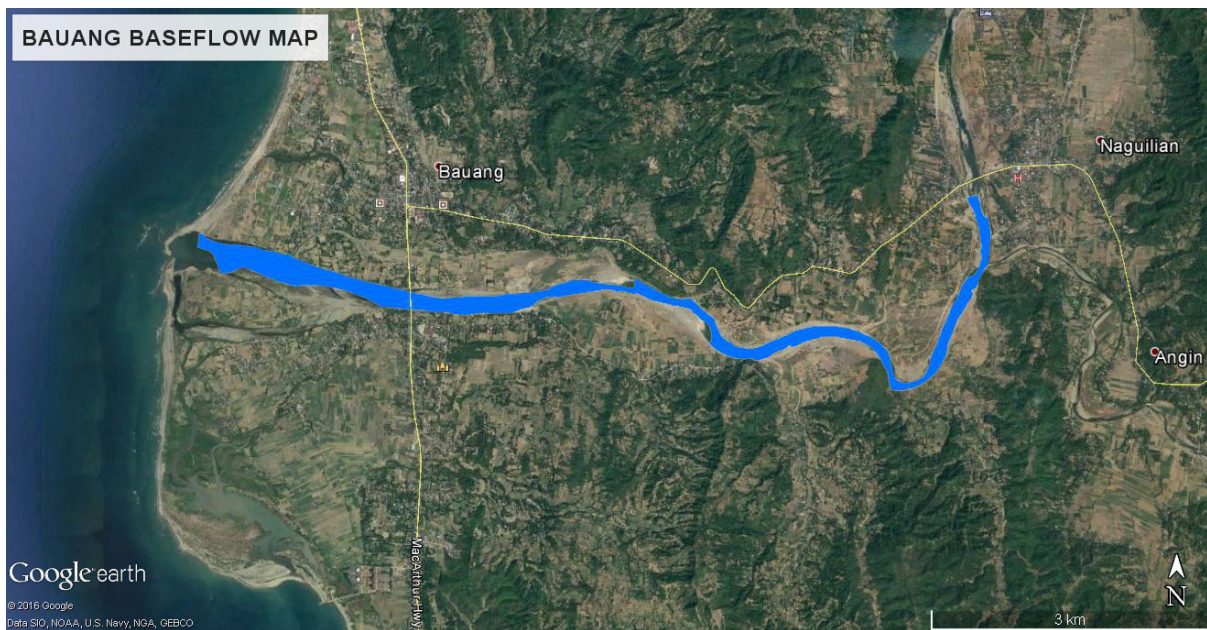 BAUANG BASEFLOW MAP
Naguilian
H
Bauang
Angin
MacArthur Hwy
Google earth
N
© 2016 Google
Data SIO, NOAA, U.S. Navy, NGA, GEBCO
3 km